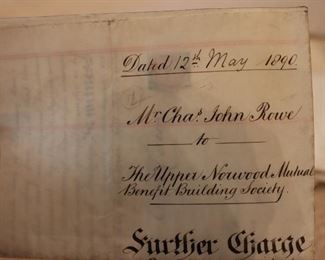 Dated 12th May 1890
Mr Chas John Rowe
to
The Upper Norwood Mutual
Benefit Building Society.
Further Charge